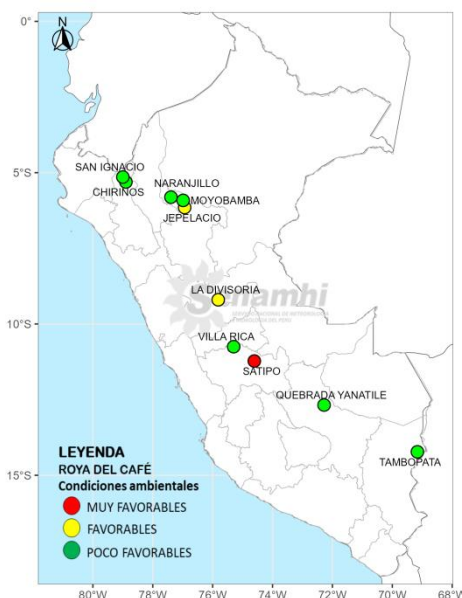 N
0°
SAN IGNACIO
5°S
NARANJILLO
CHIRINOS
MOYOBAMBA
JEPELACIO
LA DIVISORIA
Senamhi
10°S
VILLA RICA
SATIPO
QUEBRADA YANATILE
LEYENDA
ROYA DEL CAFÉ
Condiciones ambientales
TAMBOPATA
15°S
MUY FAVORABLES
FAVORABLES
POCO FAVORABLES
80°W 78°W 76°W 74°W 72°W 70°W 68°W